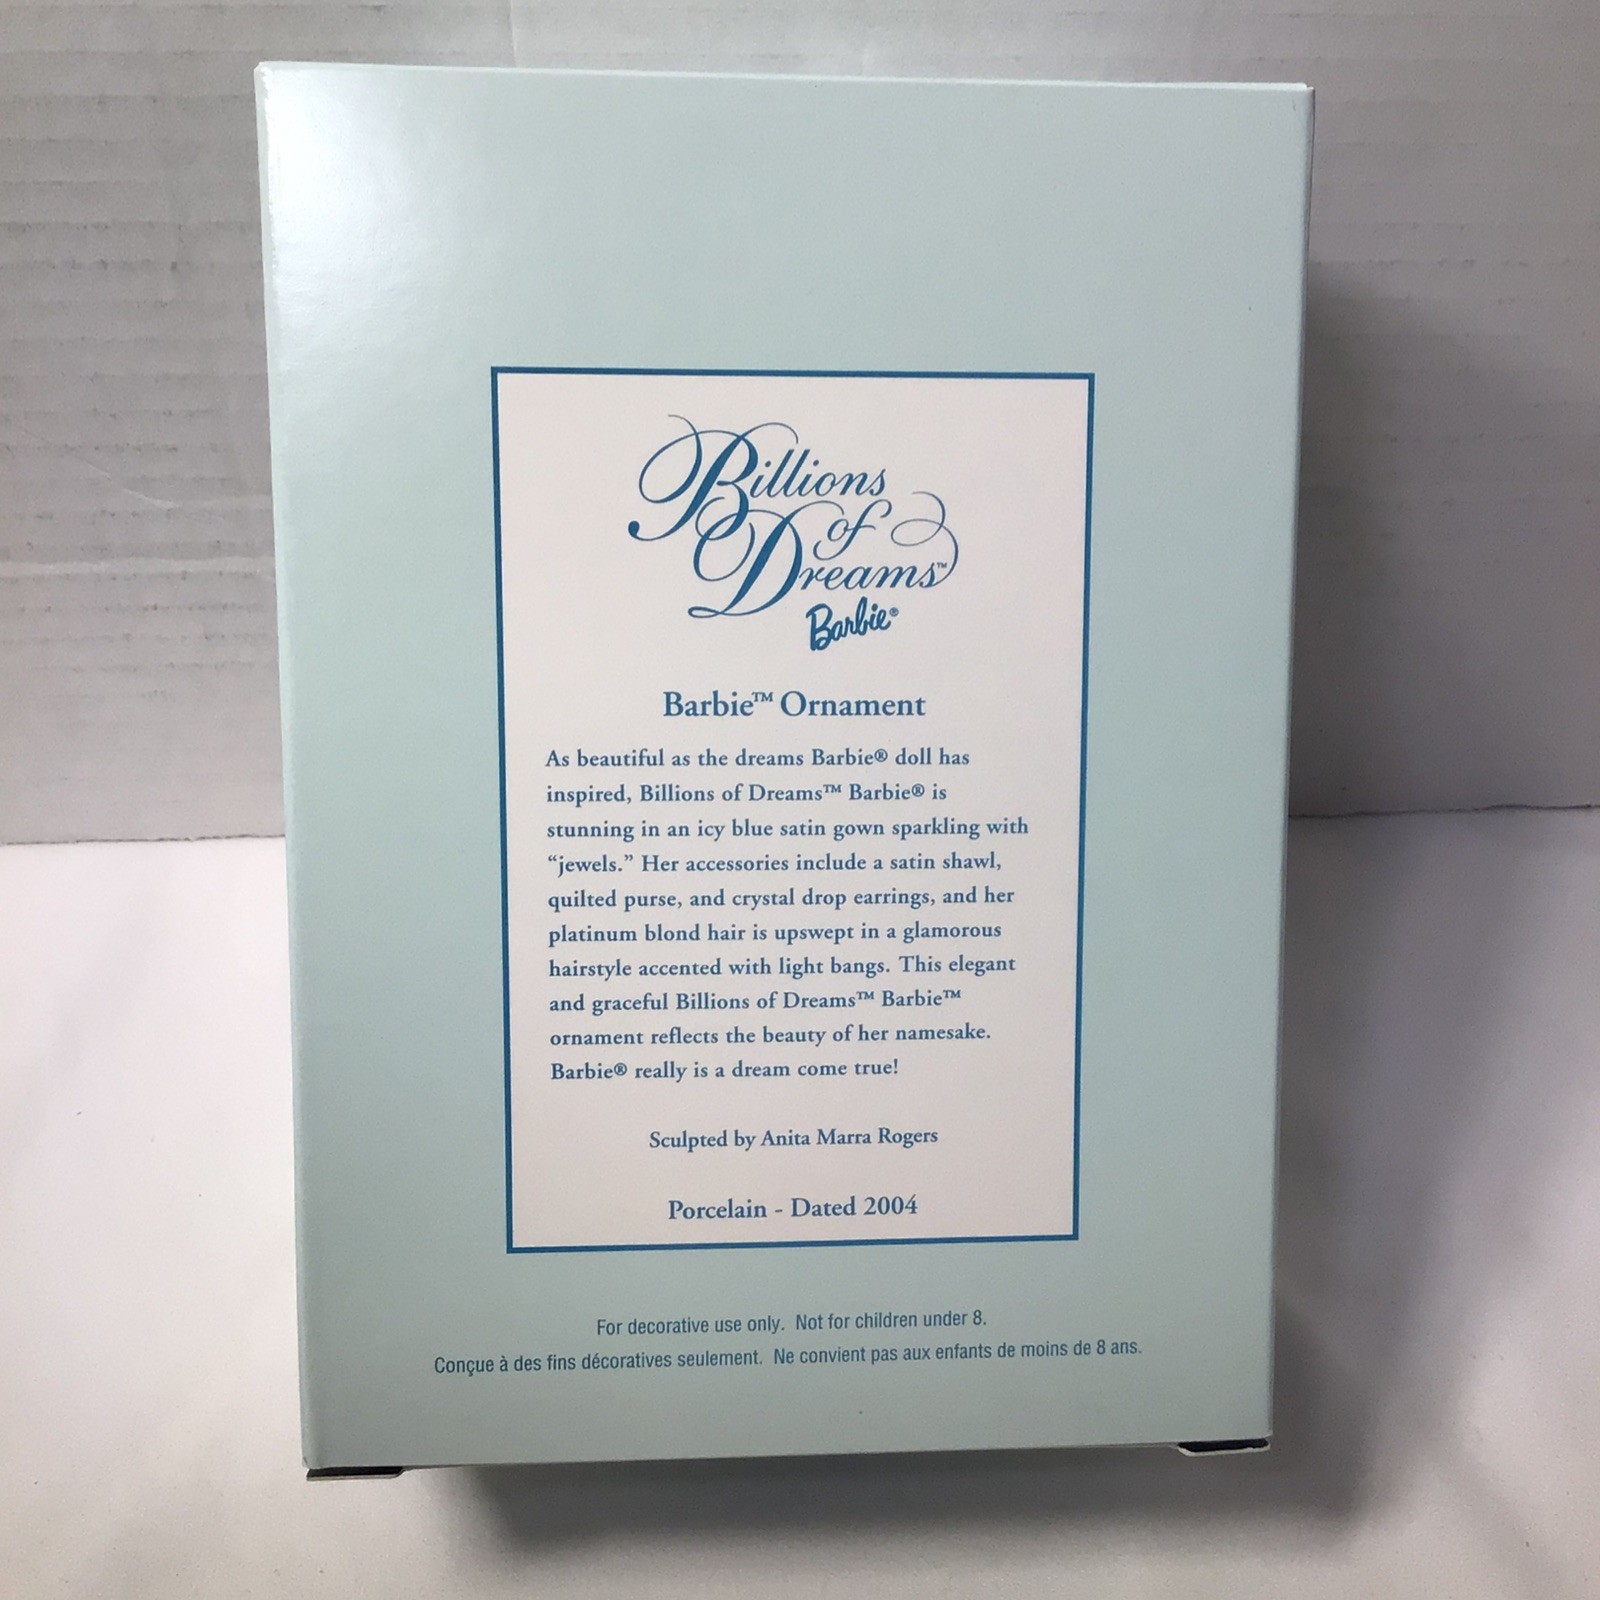 Billions
of
Dreams™
Barbie®
Barbie™ Ornament
As beautiful as the dreams Barbie® doll has
inspired, Billions of Dreams™ Barbie® is
stunning in an icy blue satin gown sparkling with
“jewels.” Her accessories include a satin shawl,
quilted purse, and crystal drop earrings, and her
platinum blond hair is upswept in a glamorous
hairstyle accented with light bangs. This elegant
and graceful Billions of Dreams™ Barbie™
ornament reflects the beauty of her namesake.
Barbie® really is a dream come true!
Sculpted by Anita Marra Rogers
Porcelain - Dated 2004
For decorative use only. Not for children under 8.
Conçue à des fins décoratives seulement. Ne convient pas aux enfants de moins de 8 ans.